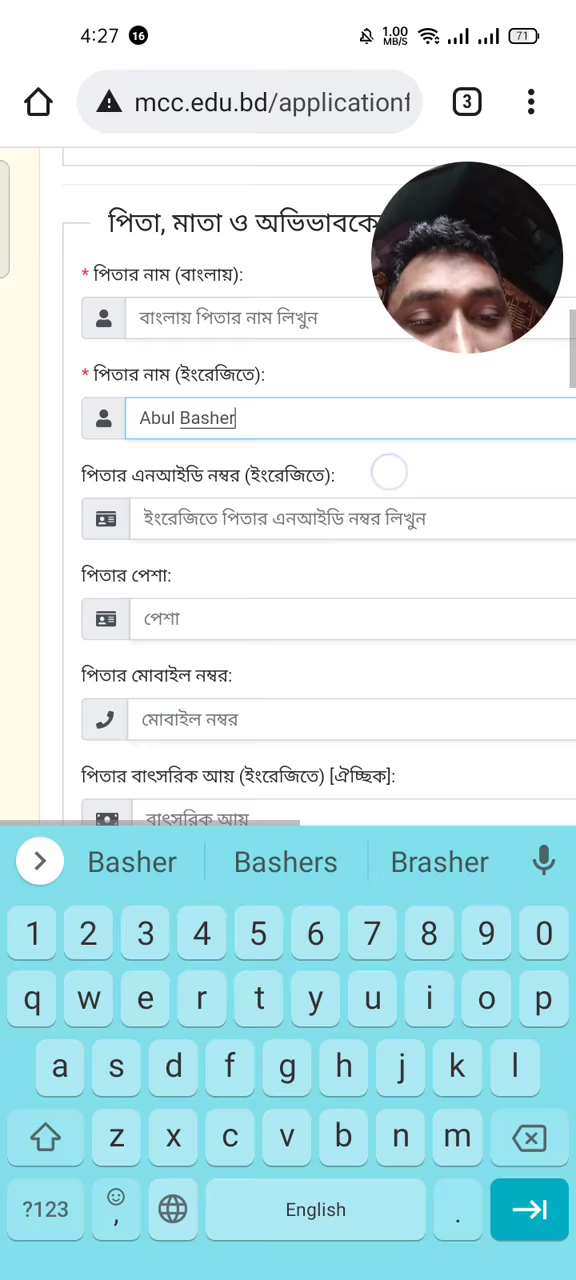 4:27 16 1.00 MB/S 71
mcc.edu.bd/application 3
পিতা, মাতা ও অভিভাবকে
* পিতার নাম (বাংলায়):
বাংলায় পিতার নাম লিখুন
* পিতার নাম (ইংরেজিতে):
Abul Basher
পিতার এনআইডি নম্বর (ইংরেজিতে):
ইংরেজিতে পিতার এনআইডি নম্বর লিখুন
পিতার পেশা:
পেশা
পিতার মোবাইল নম্বর:
মোবাইল নম্বর
পিতার বাৎসরিক আয় (ইংরেজিতে) [ঐচ্ছিক]:
বাৎসরিক আয়
Basher Bashers Brasher
1 2 3 4 5 6 7 8 9 0
q w e r t y u i o p
a s d f g h j k l
z x c v b n m
?123 , English .